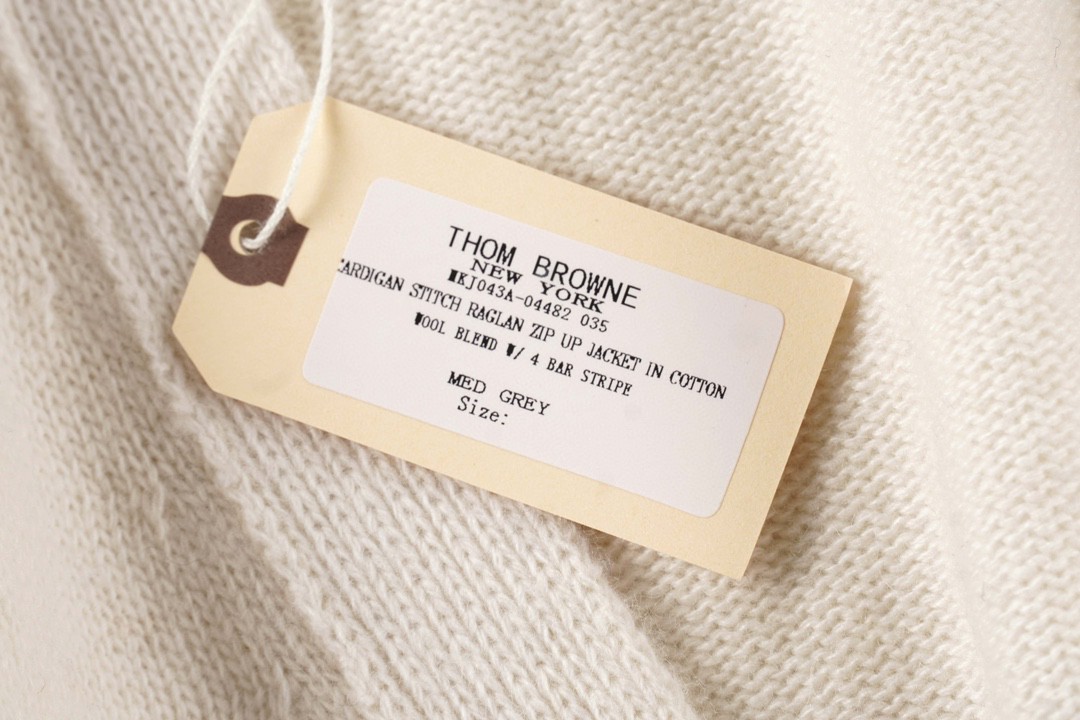 THOM BROWNE
NEW YORK
MKJ043A-04482 035
CARDIGAN STITCH RAGLAN ZIP UP JACKET IN COTTON
WOOL BLEND W/ 4 BAR STRIPE
MED GREY
Size: